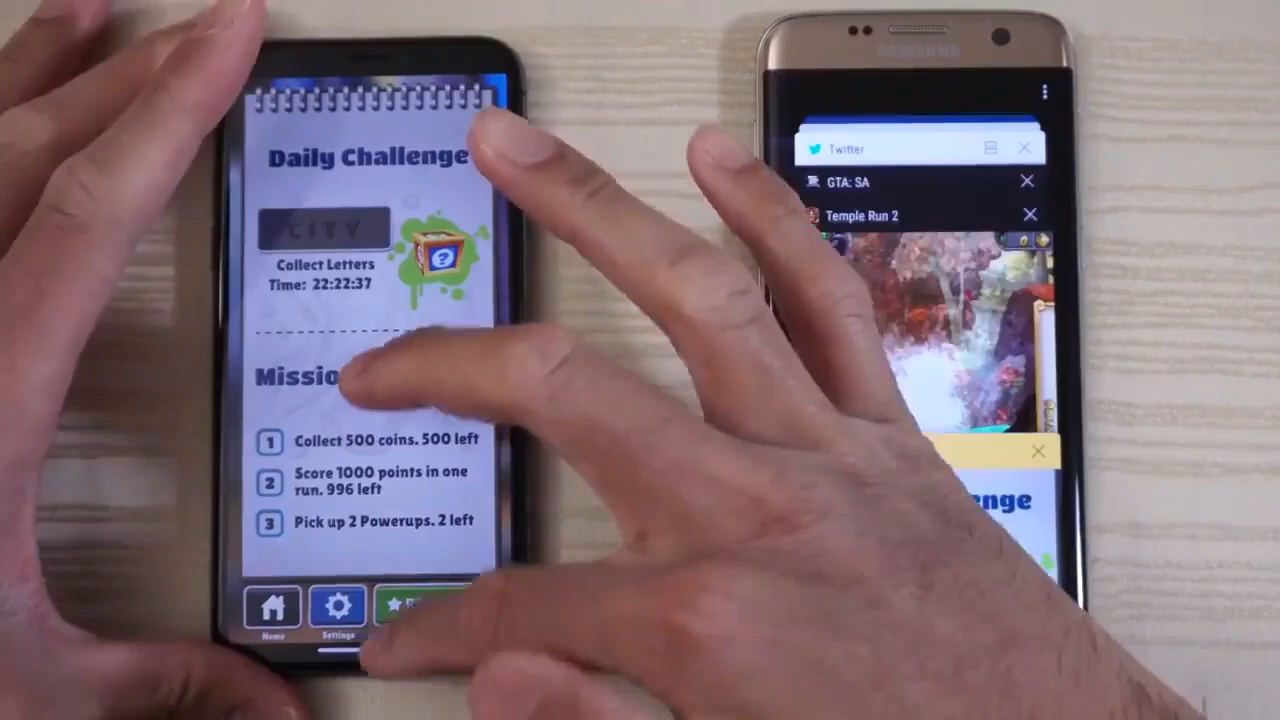 Daily Challenge
CITY
Collect Letters
Time: 22:22:37
Missio
1 Collect 500 coins. 500 left
2 Score 1000 points in one
run. 996 left
3 Pick up 2 Powerups. 2 left
Home
Settings
SAMSUNG
Twitter
GTA: SA
Temple Run 2
enge